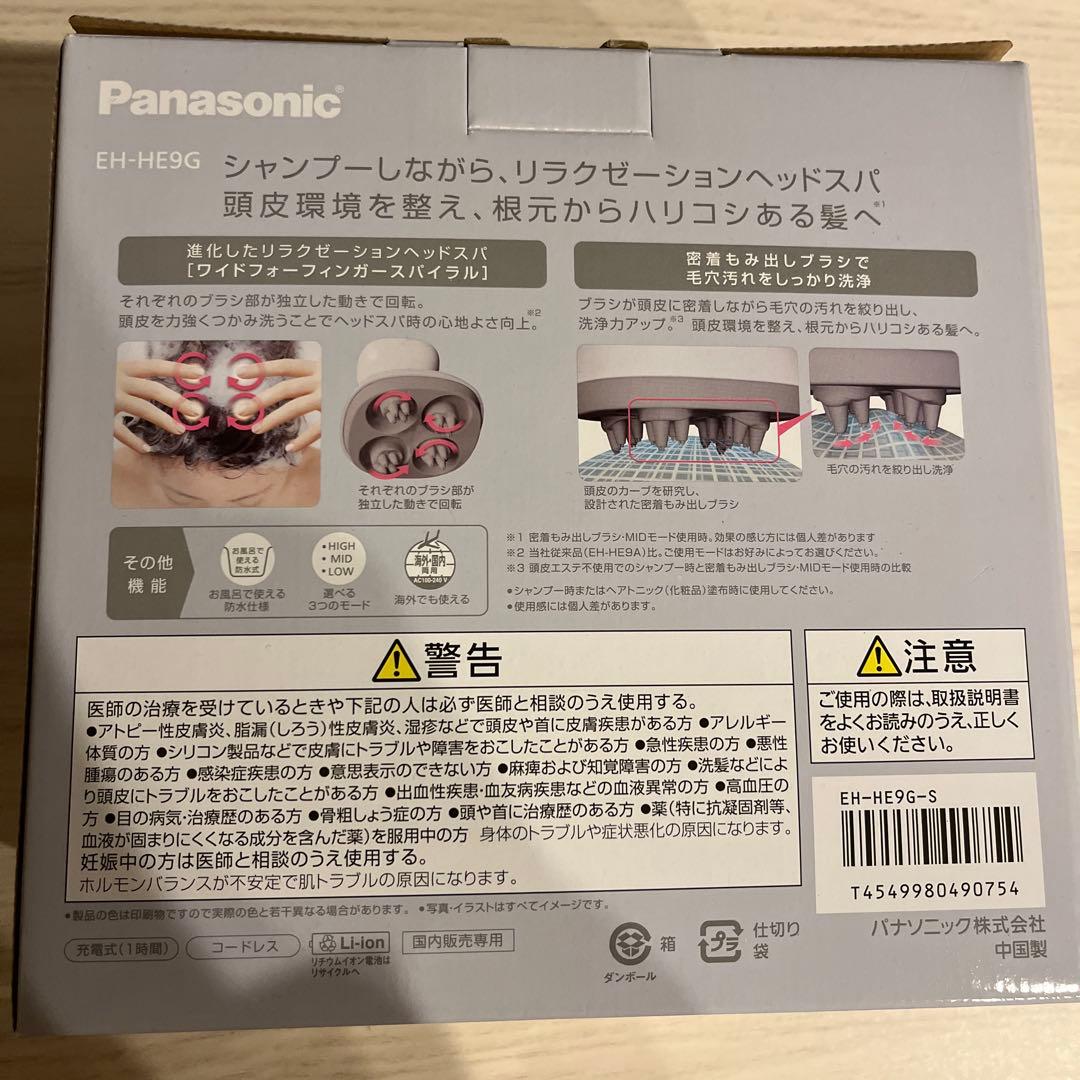 Panasonic®
EH-HE9G
シャンプーしながら、リラクゼーションヘッドスパ
頭皮環境を整え、根元からハリコシある髪へ※1
進化したリラクゼーションヘッドスパ
[ワイドフォーフィンガースパイラル]
それぞれのブラシ部が独立した動きで回転。
頭皮を力強くつかみ洗うことでヘッドスパ時の心地よさ向上。※2
それぞれのブラシ部が
独立した動きで回転
密着もみ出しブラシで
毛穴汚れをしっかり洗浄
ブラシが頭皮に密着しながら毛穴の汚れを絞り出し、
洗浄力アップ。※3 頭皮環境を整え、根元からハリコシある髪へ。
頭皮のカーブを研究し、
設計された密着もみ出しブラシ
毛穴の汚れを絞り出し洗浄
その他
機能
お風呂で
使える
防水式
お風呂で使える
防水仕様
•HIGH
•MID
•LOW
選べる
3つのモード
海外・国内
両用
AC100-240V
海外でも使える
※1 密着もみ出しブラシ・MIDモード使用時。効果の感じ方には個人差があります
※2 当社従来品(EH-HE9A)比。ご使用モードはお好みによってお選びください。
※3 頭皮エステ不使用でのシャンプー時と密着もみ出しブラシ・MIDモード使用時の比較
●シャンプー時またはヘアトニック(化粧品)塗布時に使用してください。
●使用感には個人差があります。
警告
医師の治療を受けているときや下記の人は必ず医師と相談のうえ使用する。
●アトピー性皮膚炎、脂漏(しろう)性皮膚炎、湿疹などで頭皮や首に皮膚疾患がある方 ●アレルギー
体質の方 ●シリコン製品などで皮膚にトラブルや障害をおこしたことがある方 ●急性疾患の方 ●悪性
腫瘍のある方 ●感染症疾患の方 ●意思表示のできない方 ●麻痺および知覚障害の方 ●洗髪などによ
り頭皮にトラブルをおこしたことがある方 ●出血性疾患・血友病疾患などの血液異常の方 ●高血圧の
方 ●目の病気・治療歴のある方 ●骨粗しょう症の方 ●頭や首に治療歴のある方 ●薬(特に抗凝固剤等、
血液が固まりにくくなる成分を含んだ薬)を服用中の方 身体のトラブルや症状悪化の原因になります。
妊娠中の方は医師と相談のうえ使用する。
ホルモンバランスが不安定で肌トラブルの原因になります。
注意
ご使用の際は、取扱説明書
をよくお読みのうえ、正しく
お使いください。
EH-HE9G-S
T4549980490754
●製品の色は印刷物ですので実際の色と若干異なる場合があります。 ●写真・イラストはすべてイメージです。
充電式(1時間)
コードレス
Li-ion
リチウムイオン電池は
リサイクルへ
国内販売専用
ダンボール
箱
プラ
仕切り
袋
パナソニック株式会社
中国製